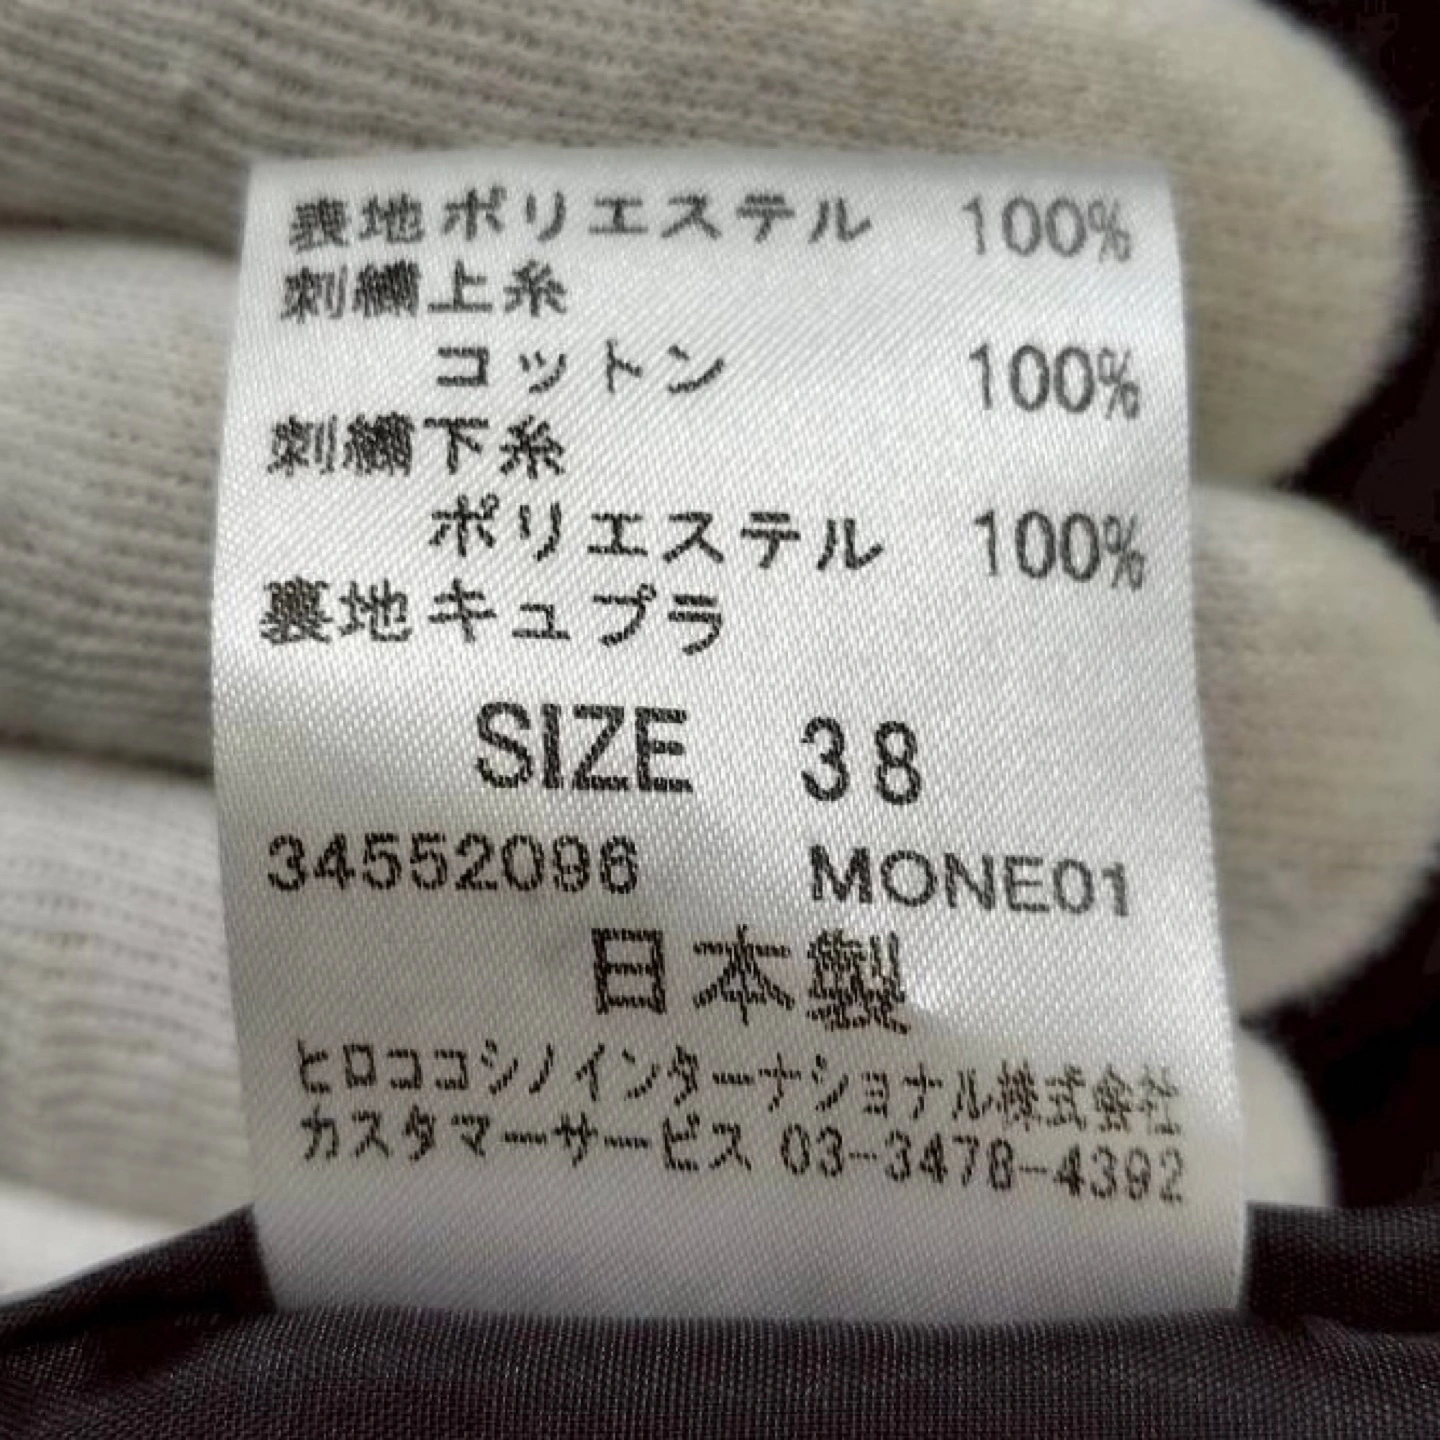 表地ポリエステル 100%
刺繍上糸
コットン 100%
刺繍下糸
ポリエステル 100%
裏地キュプラ
SIZE 38
34552096 MONE01
日本製
ヒロココシノインターナショナル株式会社
カスタマーサービス 03-3478-4392